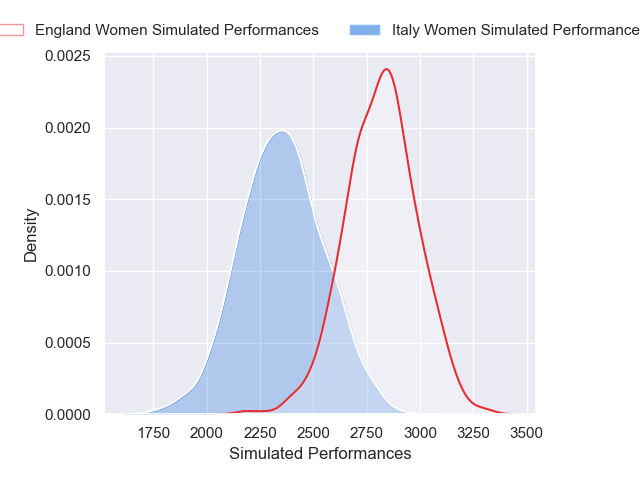 England Women Simulated Performances Italy Women Simulated Performance
0.0025
0.0020
0.0015
0.0010
0.0005
0.0000
Density
1750 2000 2250 2500 2750 3000 3250 3500
Simulated Performances